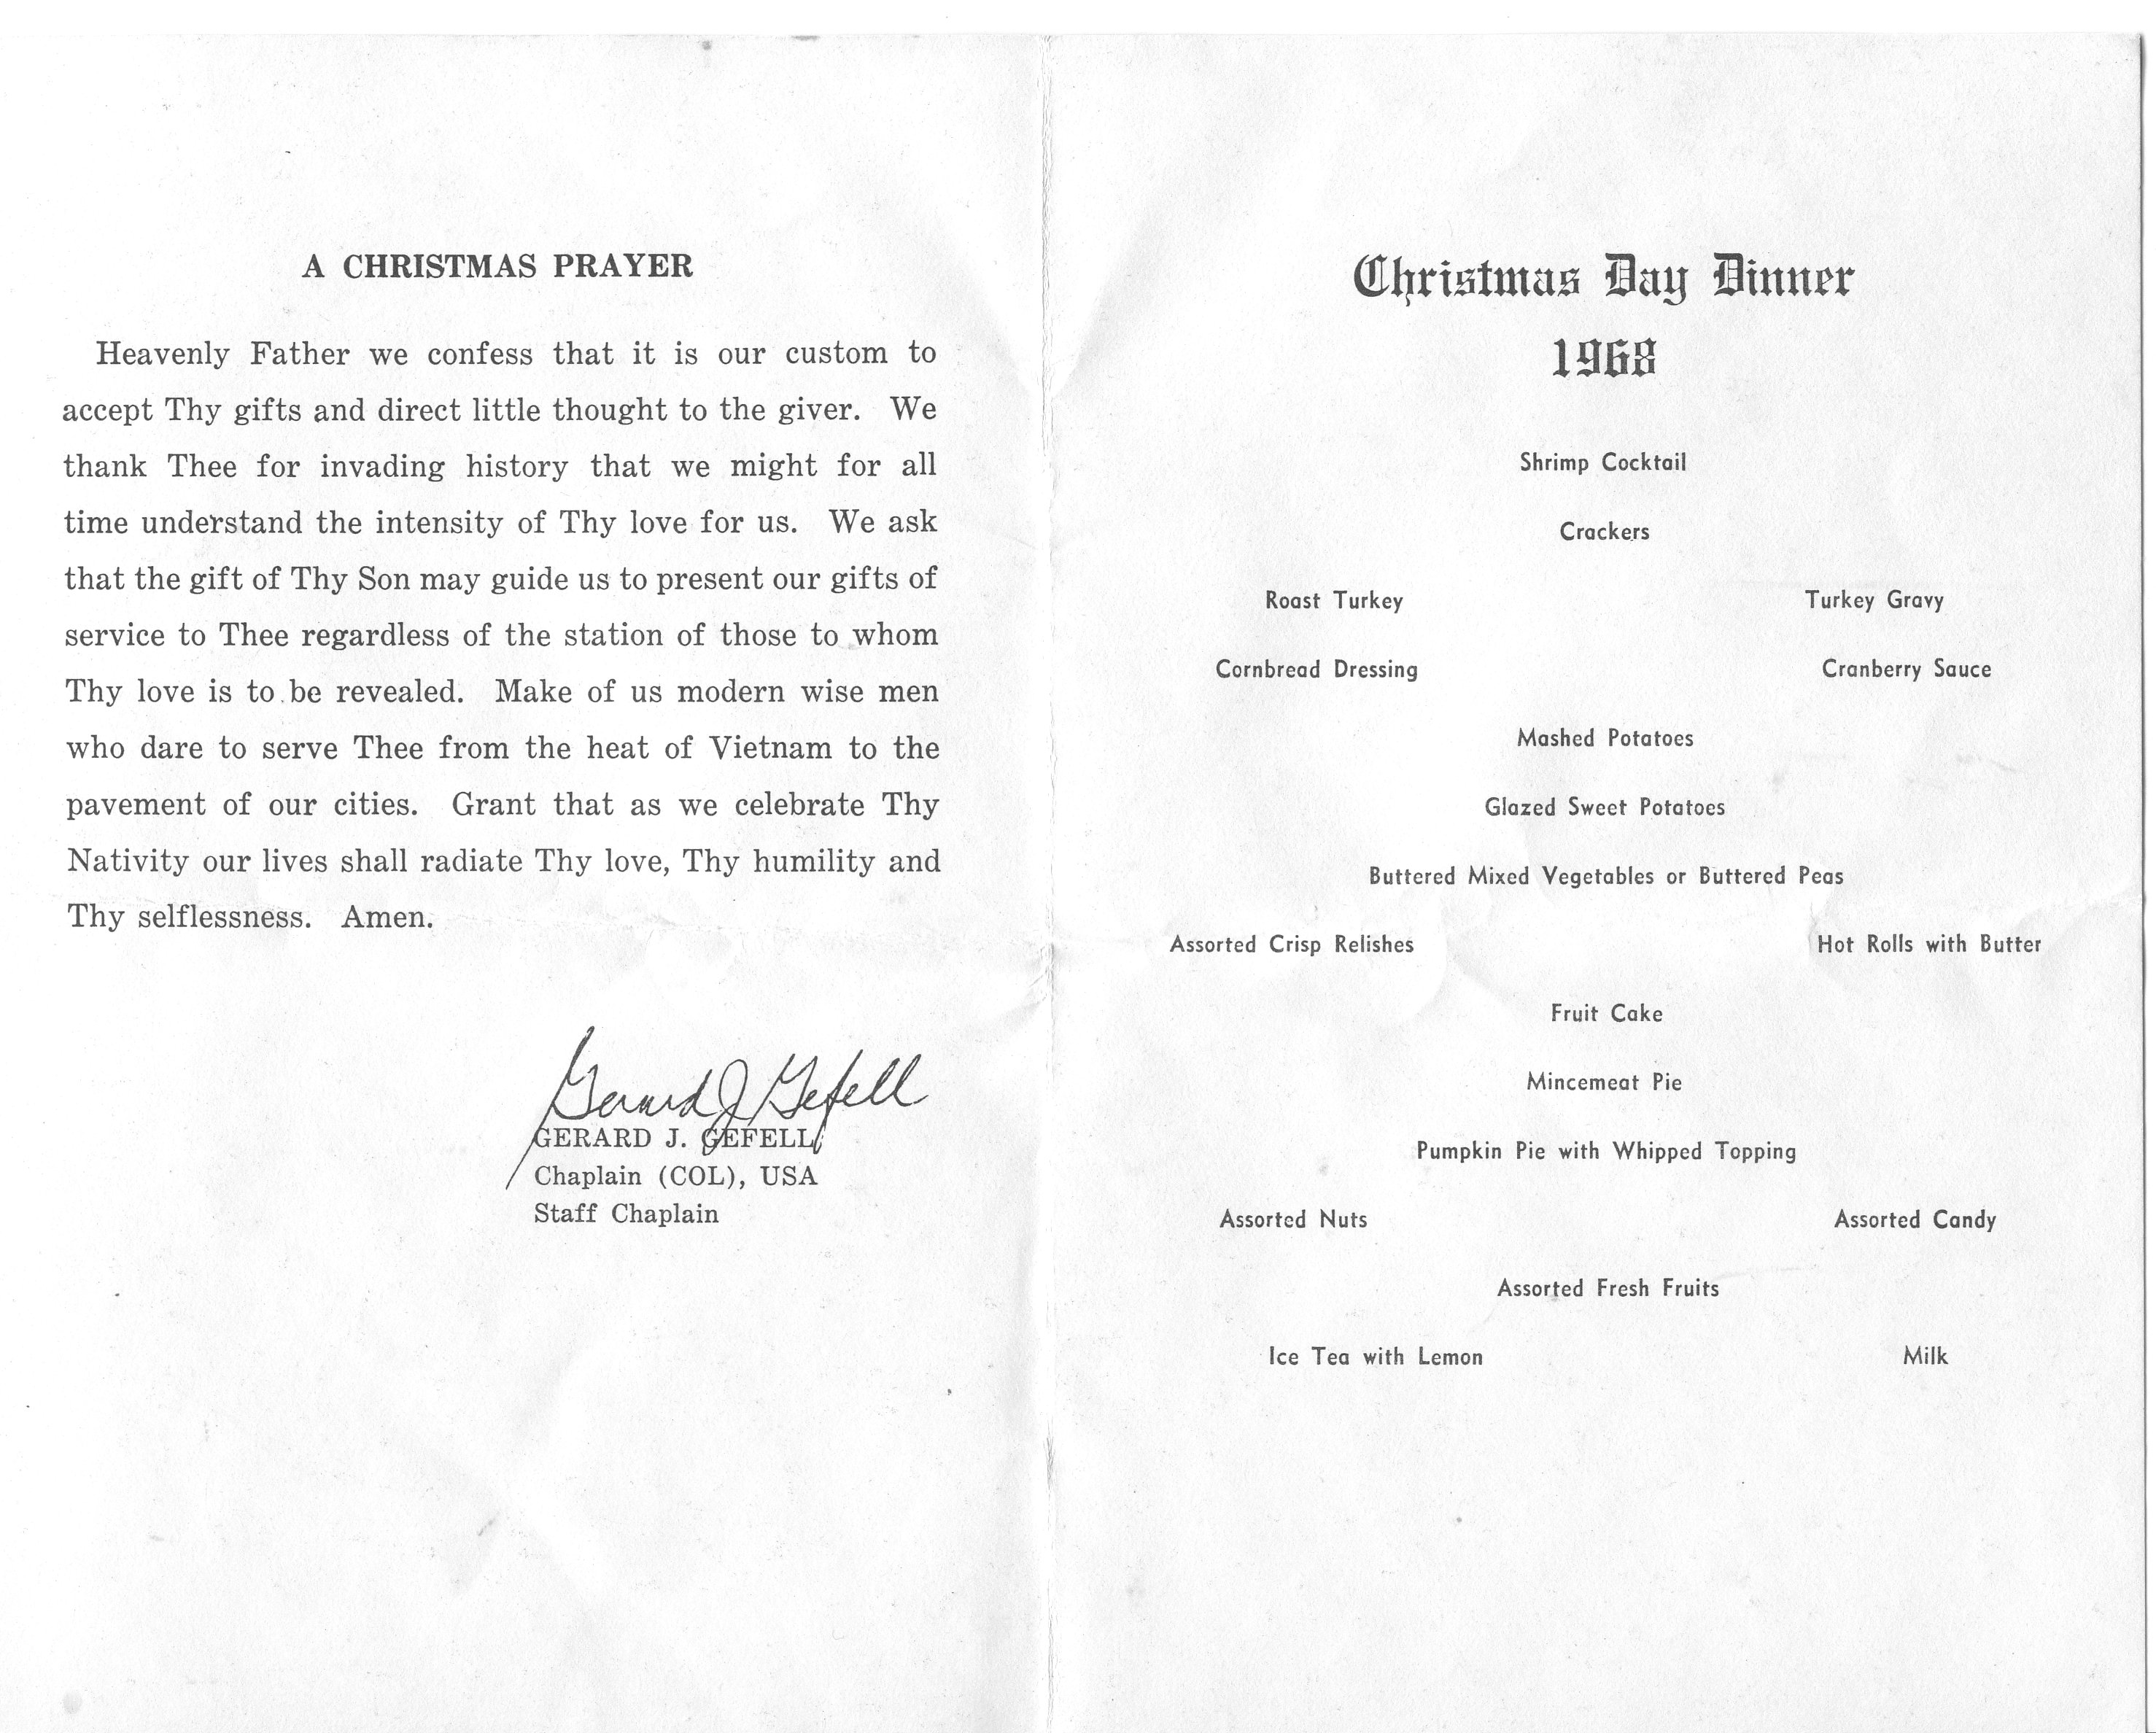 A CHRISTMAS PRAYER
Heavenly Father we confess that it is our custom to
accept Thy gifts and direct little thought to the giver. We
thank Thee for invading history that we might for all
time understand the intensity of Thy love for us. We ask
that the gift of Thy Son may guide us to present our gifts of
service to Thee regardless of the station of those to whom
Thy love is to be revealed. Make of us modern wise men
who dare to serve Thee from the heat of Vietnam to the
pavement of our cities. Grant that as we celebrate Thy
Nativity our lives shall radiate Thy love, Thy humility and
Thy selflessness. Amen.
Gerard J Gefell
GERARD J. GEFELL
Chaplain (COL), USA
Staff Chaplain
Christmas Day Dinner
1968
Shrimp Cocktail
Crackers
Roast Turkey Turkey Gravy
Cornbread Dressing Cranberry Sauce
Mashed Potatoes
Glazed Sweet Potatoes
Buttered Mixed Vegetables or Buttered Peas
Assorted Crisp Relishes Hot Rolls with Butter
Fruit Cake
Mincemeat Pie
Pumpkin Pie with Whipped Topping
Assorted Nuts Assorted Candy
Assorted Fresh Fruits
Ice Tea with Lemon Milk